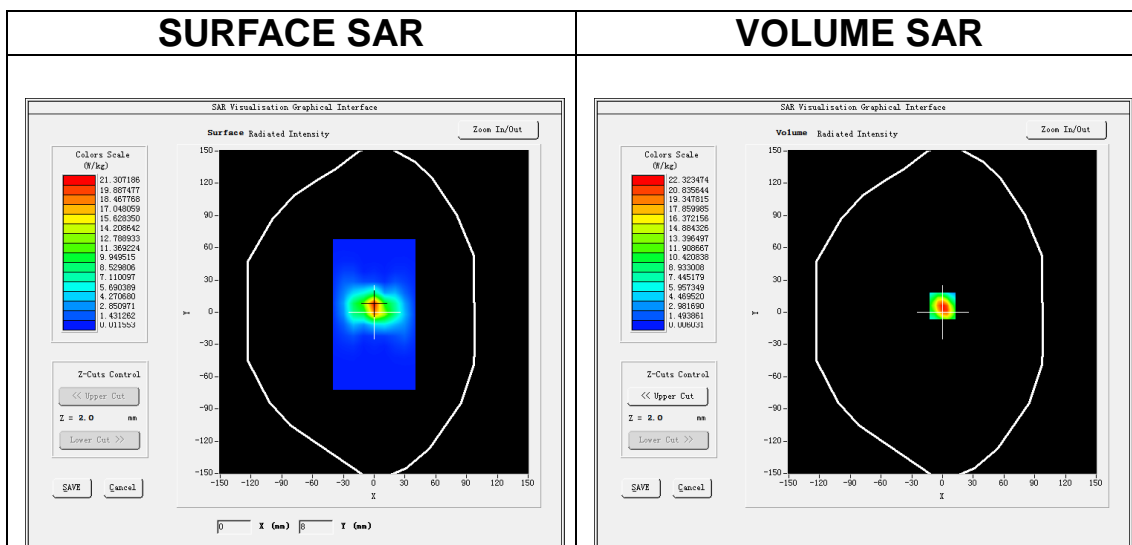 SURFACE SAR
SAR Visualisation Graphical Interface
Surface Radiated Intensity
Zoom In/Out
Colors Scale
(W/kg)
21.307186
19.887477
18.467768
17.048059
15.628350
14.208642
12.788933
11.369224
9.949515
8.529806
7.110097
5.690389
4.270680
2.850971
1.431262
0.011553
Z-Cuts Control
<< Upper Cut
Z = 2.0 mm
Lower Cut >>
SAVE Cancel
150
120
90
60
30
0
-30
-60
-90
-120
-150
Y
-150 -120 -90 -60 -30 0 30 60 90 120 150
X
0 X (mm) 8 Y (mm)
VOLUME SAR
SAR Visualisation Graphical Interface
Volume Radiated Intensity
Zoom In/Out
Colors Scale
(W/kg)
22.323474
20.835644
19.347815
17.859985
16.372156
14.884326
13.396497
11.908667
10.420838
8.933008
7.445179
5.957349
4.469520
2.981690
1.493861
0.006031
Z-Cuts Control
<< Upper Cut
Z = 2.0 mm
Lower Cut >>
SAVE Cancel
150
120
90
60
30
0
-30
-60
-90
-120
-150
Y
-150 -120 -90 -60 -30 0 30 60 90 120 150
X